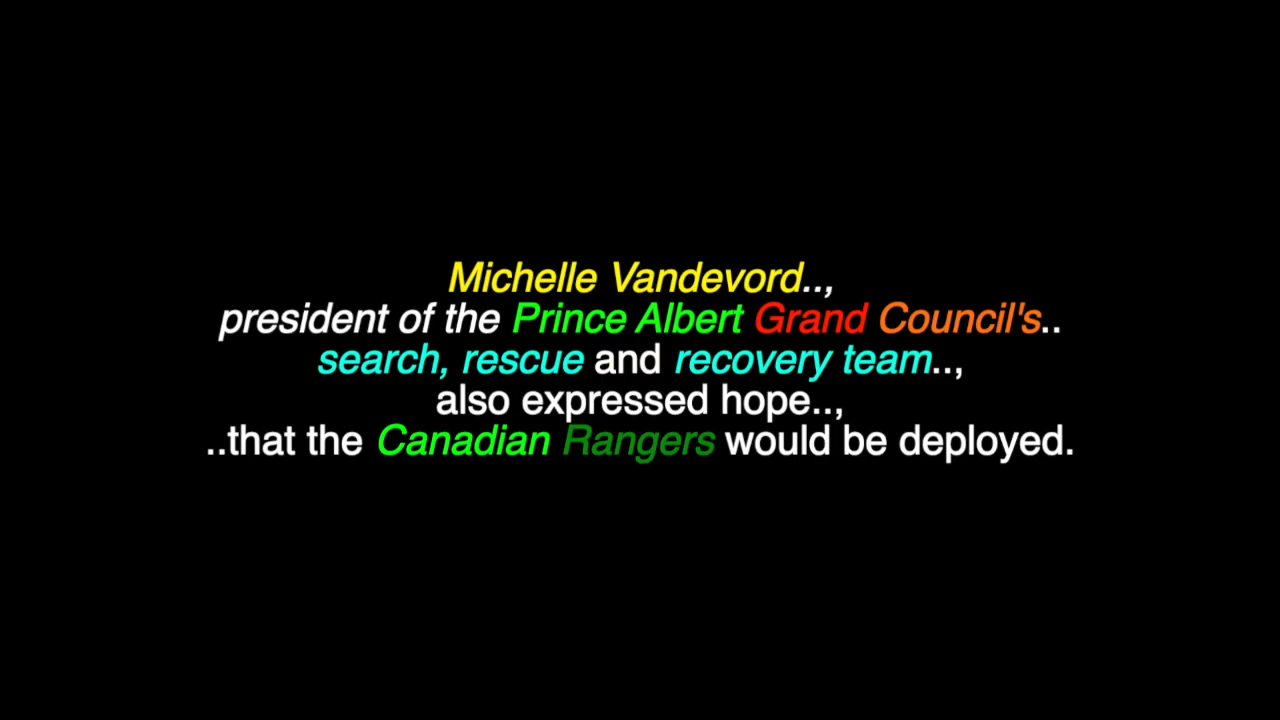 Michelle Vandevord..,
president of the Prince Albert Grand Council's..
search, rescue and recovery team..,
also expressed hope..,
..that the Canadian Rangers would be deployed.